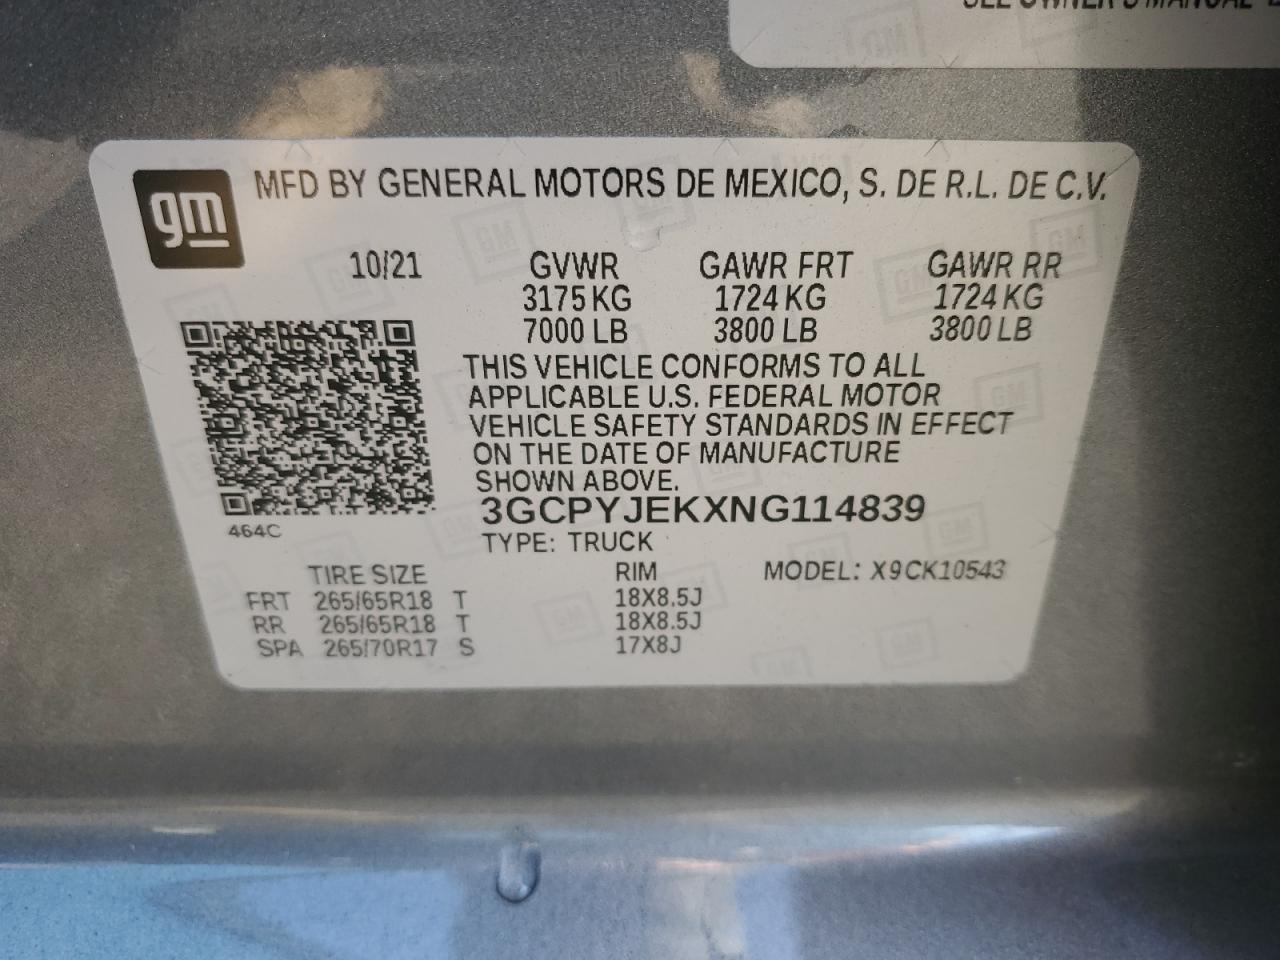 SEE OWNER'S MANUAL
gm
MFD BY GENERAL MOTORS DE MEXICO, S. DE R.L. DE C.V.
10/21 GVWR GAWR FRT GAWR RR
3175 KG 1724 KG 1724 KG
7000 LB 3800 LB 3800 LB
THIS VEHICLE CONFORMS TO ALL
APPLICABLE U.S. FEDERAL MOTOR
VEHICLE SAFETY STANDARDS IN EFFECT
ON THE DATE OF MANUFACTURE
SHOWN ABOVE.
3GCPYJEKXNG114839
464C
TYPE: TRUCK
TIRE SIZE RIM MODEL: X9CK10543
FRT 265/65R18 T 18X8.5J
RR 265/65R18 T 18X8.5J
SPA 265/70R17 S 17X8J